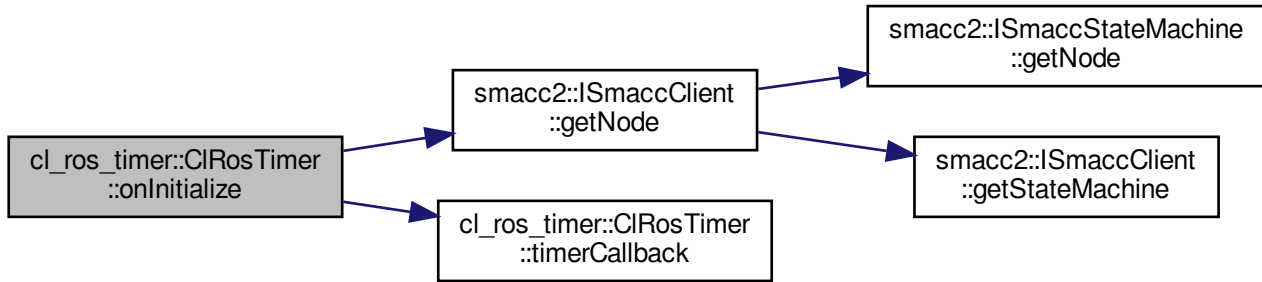 cl_ros_timer::ClRosTimer
::onInitialize
smacc2::ISmaccClient
::getNode
cl_ros_timer::ClRosTimer
::timerCallback
smacc2::ISmaccStateMachine
::getNode
smacc2::ISmaccClient
::getStateMachine